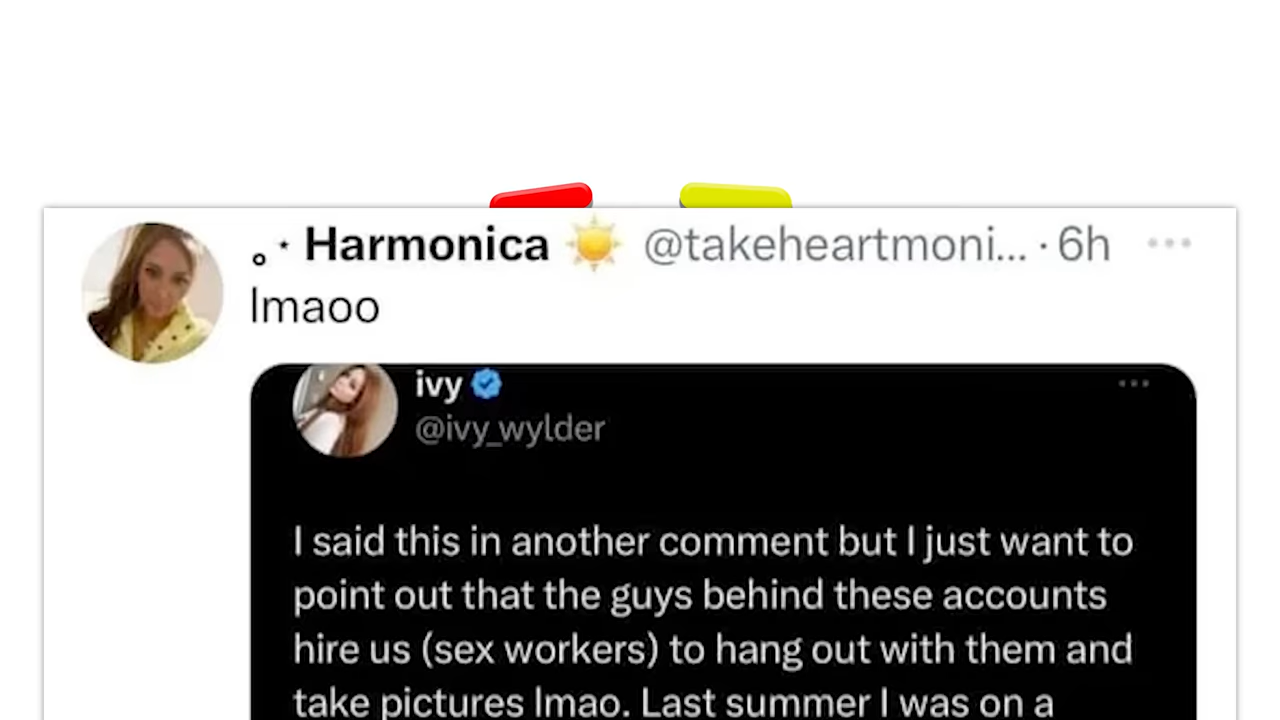 ｡⋆ Harmonica ☀️ @takeheartmoni... · 6h
lmaoo
ivy
@ivy_wylder
I said this in another comment but I just want to
point out that the guys behind these accounts
hire us (sex workers) to hang out with them and
take pictures lmao. Last summer I was on a